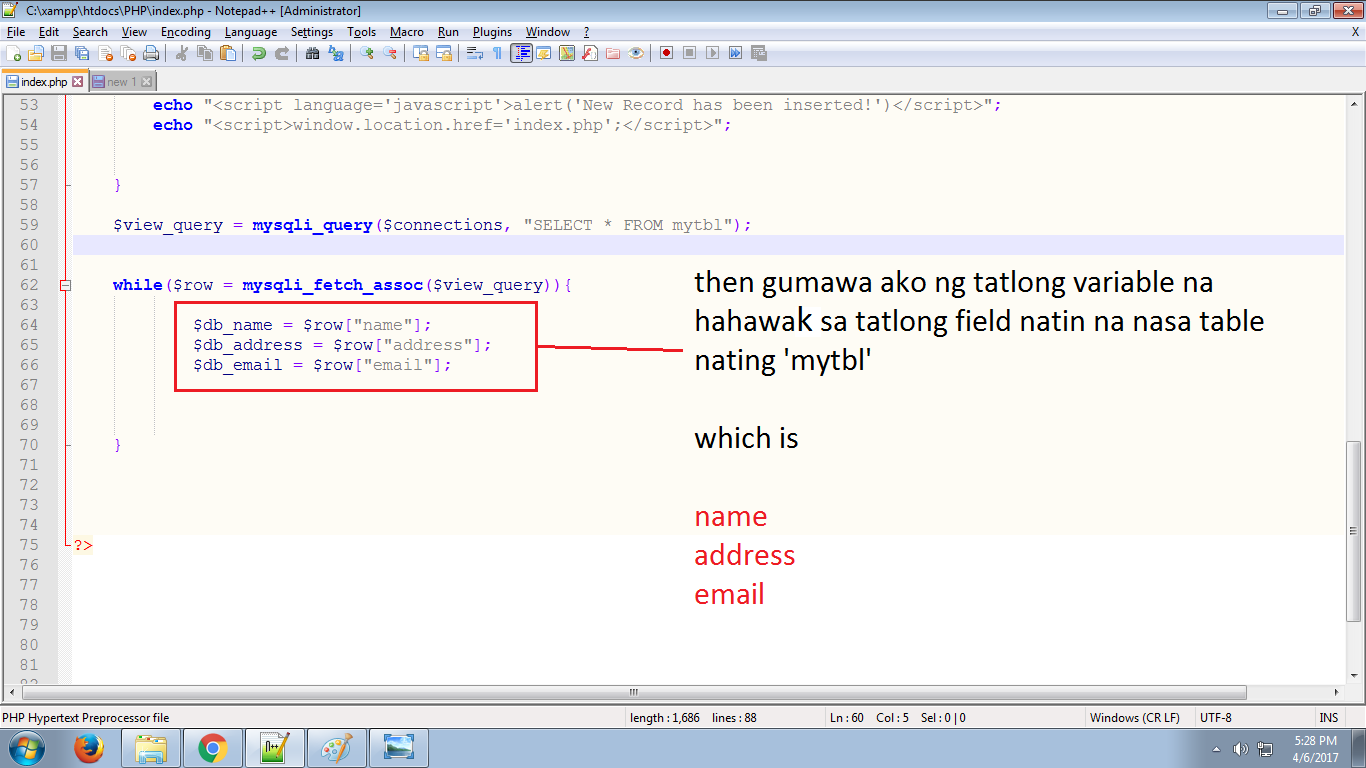 C:\xampp\htdocs\PHP\index.php - Notepad++ [Administrator]
File Edit Search View Encoding Language Settings Tools Macro Run Plugins Window ? X
index.php new 1
53 echo "<script language='javascript'>alert('New Record has been inserted!')</script>";
54 echo "<script>window.location.href='index.php';</script>";
55
56
57 }
58
59 $view_query = mysqli_query($connections, "SELECT * FROM mytbl");
60
61
62 while($row = mysqli_fetch_assoc($view_query)){
63
64 $db_name = $row["name"];
65 $db_address = $row["address"];
66 $db_email = $row["email"];
67
68
69
70 }
71
72
73
74
75 ?>
76
77
78
79
80
81
then gumawa ako ng tatlong variable na
hahawak sa tatlong field natin na nasa table
nating 'mytbl'
which is
name
address
email
PHP Hypertext Preprocessor file length : 1,686 lines : 88 Ln : 60 Col : 5 Sel : 0 | 0 Windows (CR LF) UTF-8 INS
5:28 PM
4/6/2017